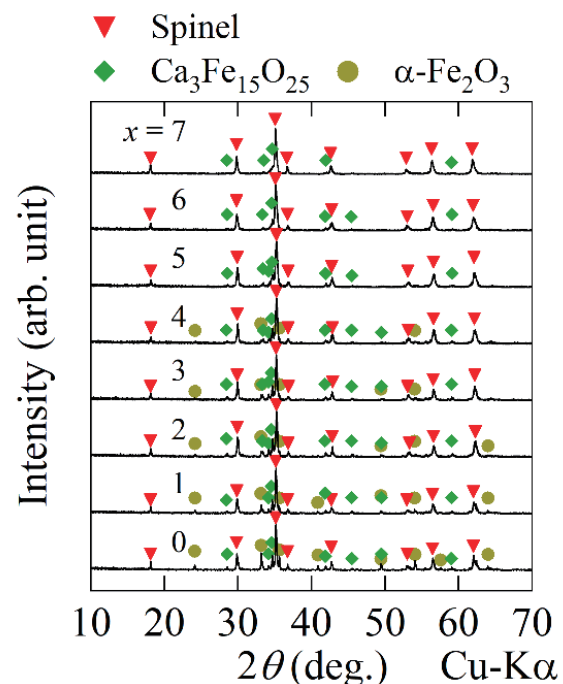 Spinel
Ca₃Fe₁₅O₂₅ α-Fe₂O₃
x = 7
6
5
4
3
2
1
0
Intensity (arb. unit)
10 20 30 40 50 60 70
2θ (deg.) Cu-Kα